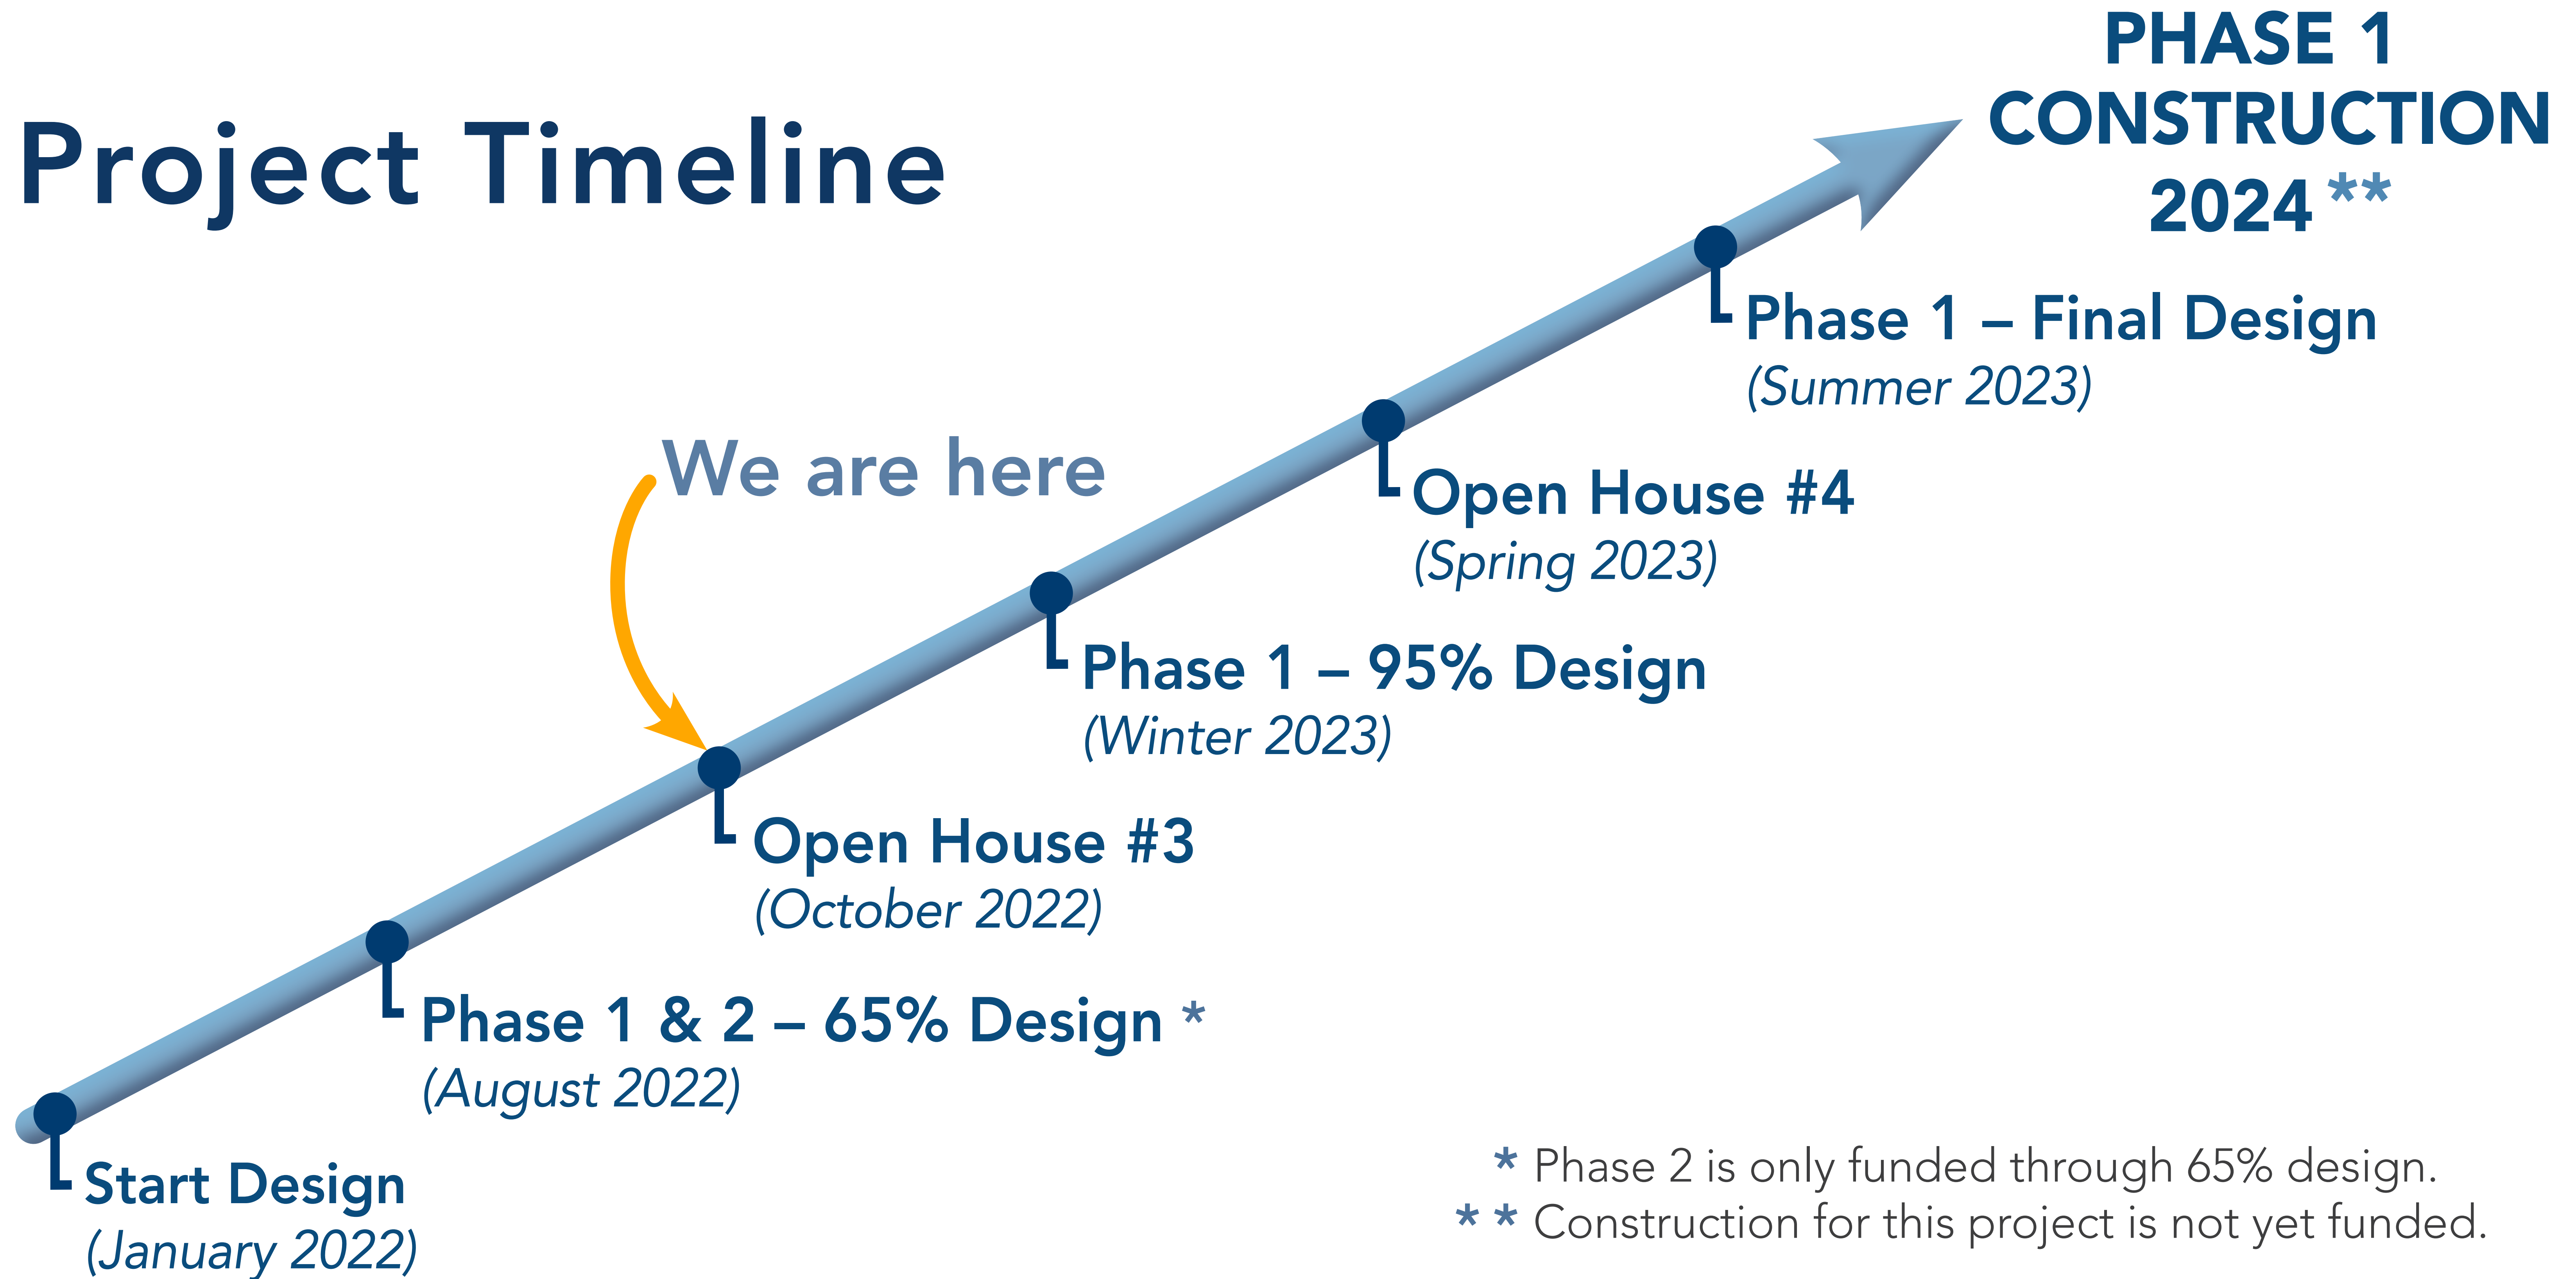 Project Timeline
PHASE 1
CONSTRUCTION
2024 **
Phase 1 – Final Design
(Summer 2023)
We are here
Open House #4
(Spring 2023)
Phase 1 – 95% Design
(Winter 2023)
Open House #3
(October 2022)
Phase 1 & 2 – 65% Design *
(August 2022)
Start Design
(January 2022)
* Phase 2 is only funded through 65% design.
* * Construction for this project is not yet funded.